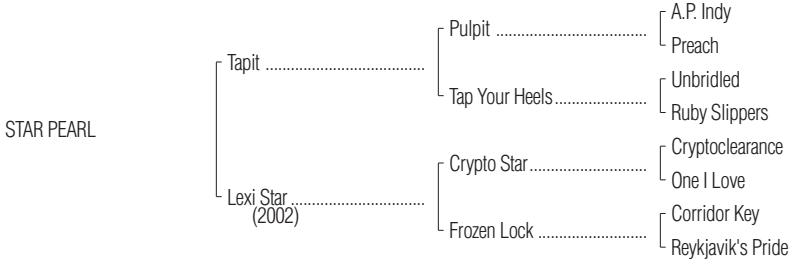 A.P. Indy
Pulpit ....................................
Preach
Tapit ......................................
Unbridled
Tap Your Heels......................
Ruby Slippers
STAR PEARL
Cryptoclearance
Crypto Star............................
One I Love
Lexi Star ................................
(2002)
Corridor Key
Frozen Lock ..........................
Reykjavik's Pride